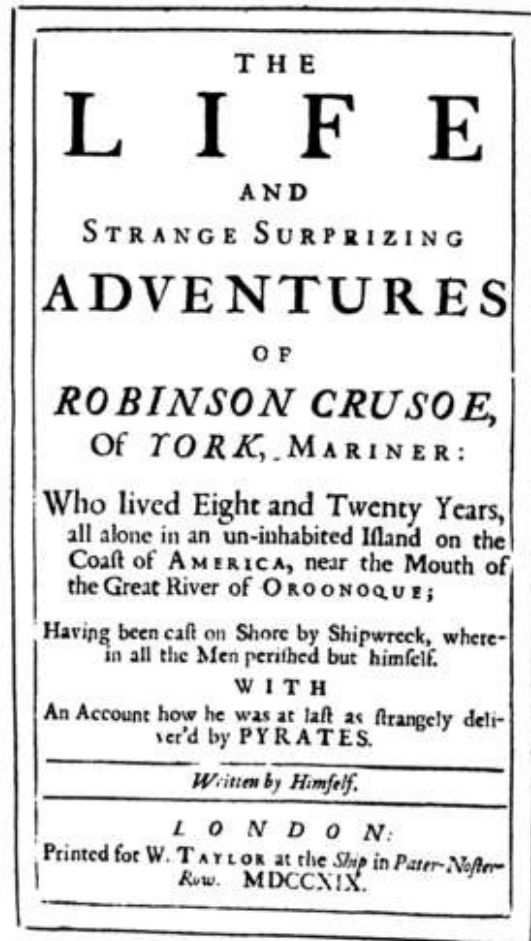 THE
LIFE
AND
STRANGE SURPRIZING
ADVENTURES
OF
ROBINSON CRUSOE,
Of YORK, MARINER:
Who lived Eight and Twenty Years,
all alone in an un-inhabited Iſland on the
Coaſt of AMERICA, near the Mouth of
the Great River of OROONOQUE;
Having been caſt on Shore by Shipwreck, where-
in all the Men periſhed but himſelf.
WITH
An Account how he was at laſt as ſtrangely deli-
ver'd by PYRATES.
Written by Himſelf.
LONDON:
Printed for W. TAYLOR at the Ship in Pater-Noſter-
Row. MDCCXIX.